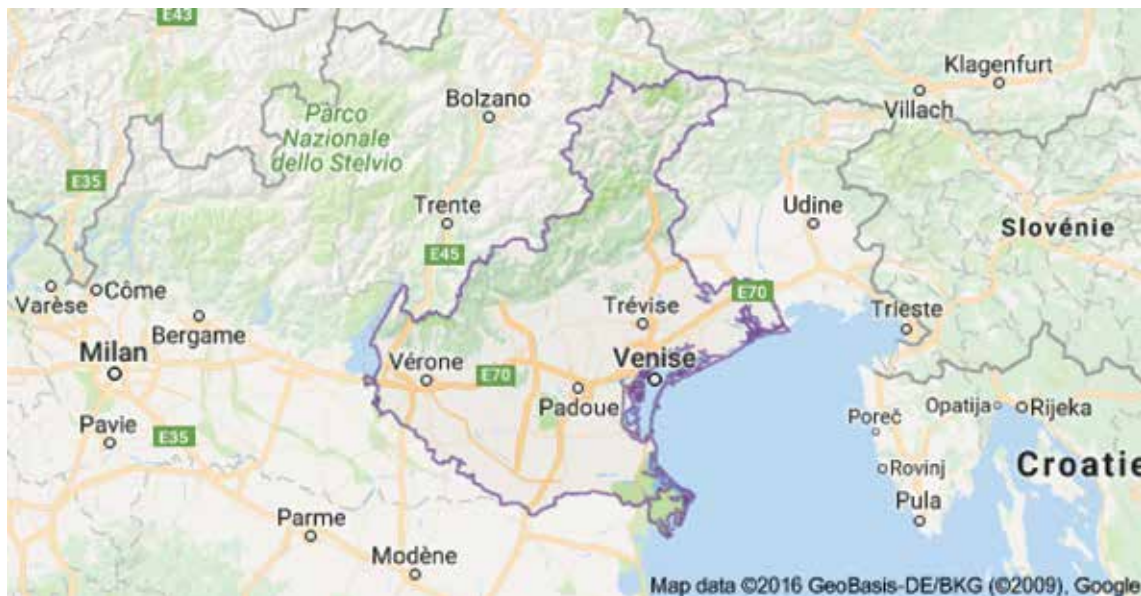 E43
Klagenfurt
Villach
Bolzano
Parco
Nazionale
dello Stelvio
E35
Trente
Udine
Slovénie
E45
Varèse
Côme
Bergame
Trévise
E70
Trieste
Milan
Vérone
E70
Venise
Padoue
Pavie
E35
Poreč
Opatija
Rijeka
Rovinj
Croatie
Pula
Parme
Modène
Map data ©2016 GeoBasis-DE/BKG (©2009), Google